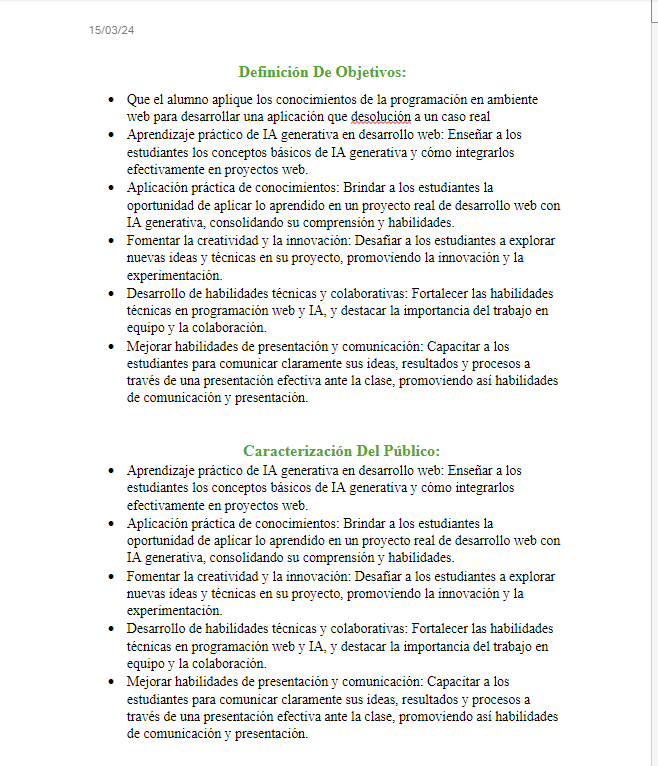 15/03/24
Definición De Objetivos:
• Que el alumno aplique los conocimientos de la programación en ambiente
web para desarrollar una aplicación que desolución a un caso real
• Aprendizaje práctico de IA generativa en desarrollo web: Enseñar a los
estudiantes los conceptos básicos de IA generativa y cómo integrarlos
efectivamente en proyectos web.
• Aplicación práctica de conocimientos: Brindar a los estudiantes la
oportunidad de aplicar lo aprendido en un proyecto real de desarrollo web con
IA generativa, consolidando su comprensión y habilidades.
• Fomentar la creatividad y la innovación: Desafiar a los estudiantes a explorar
nuevas ideas y técnicas en su proyecto, promoviendo la innovación y la
experimentación.
• Desarrollo de habilidades técnicas y colaborativas: Fortalecer las habilidades
técnicas en programación web y IA, y destacar la importancia del trabajo en
equipo y la colaboración.
• Mejorar habilidades de presentación y comunicación: Capacitar a los
estudiantes para comunicar claramente sus ideas, resultados y procesos a
través de una presentación efectiva ante la clase, promoviendo así habilidades
de comunicación y presentación.
Caracterización Del Público:
• Aprendizaje práctico de IA generativa en desarrollo web: Enseñar a los
estudiantes los conceptos básicos de IA generativa y cómo integrarlos
efectivamente en proyectos web.
• Aplicación práctica de conocimientos: Brindar a los estudiantes la
oportunidad de aplicar lo aprendido en un proyecto real de desarrollo web con
IA generativa, consolidando su comprensión y habilidades.
• Fomentar la creatividad y la innovación: Desafiar a los estudiantes a explorar
nuevas ideas y técnicas en su proyecto, promoviendo la innovación y la
experimentación.
• Desarrollo de habilidades técnicas y colaborativas: Fortalecer las habilidades
técnicas en programación web y IA, y destacar la importancia del trabajo en
equipo y la colaboración.
• Mejorar habilidades de presentación y comunicación: Capacitar a los
estudiantes para comunicar claramente sus ideas, resultados y procesos a
través de una presentación efectiva ante la clase, promoviendo así habilidades
de comunicación y presentación.